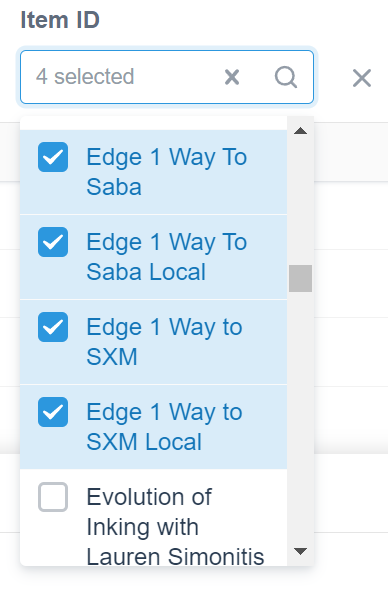 Item ID
4 selected
Edge 1 Way To
Saba
Edge 1 Way To
Saba Local
Edge 1 Way to
SXM
Edge 1 Way to
SXM Local
Evolution of
Inking with
Lauren Simonitis